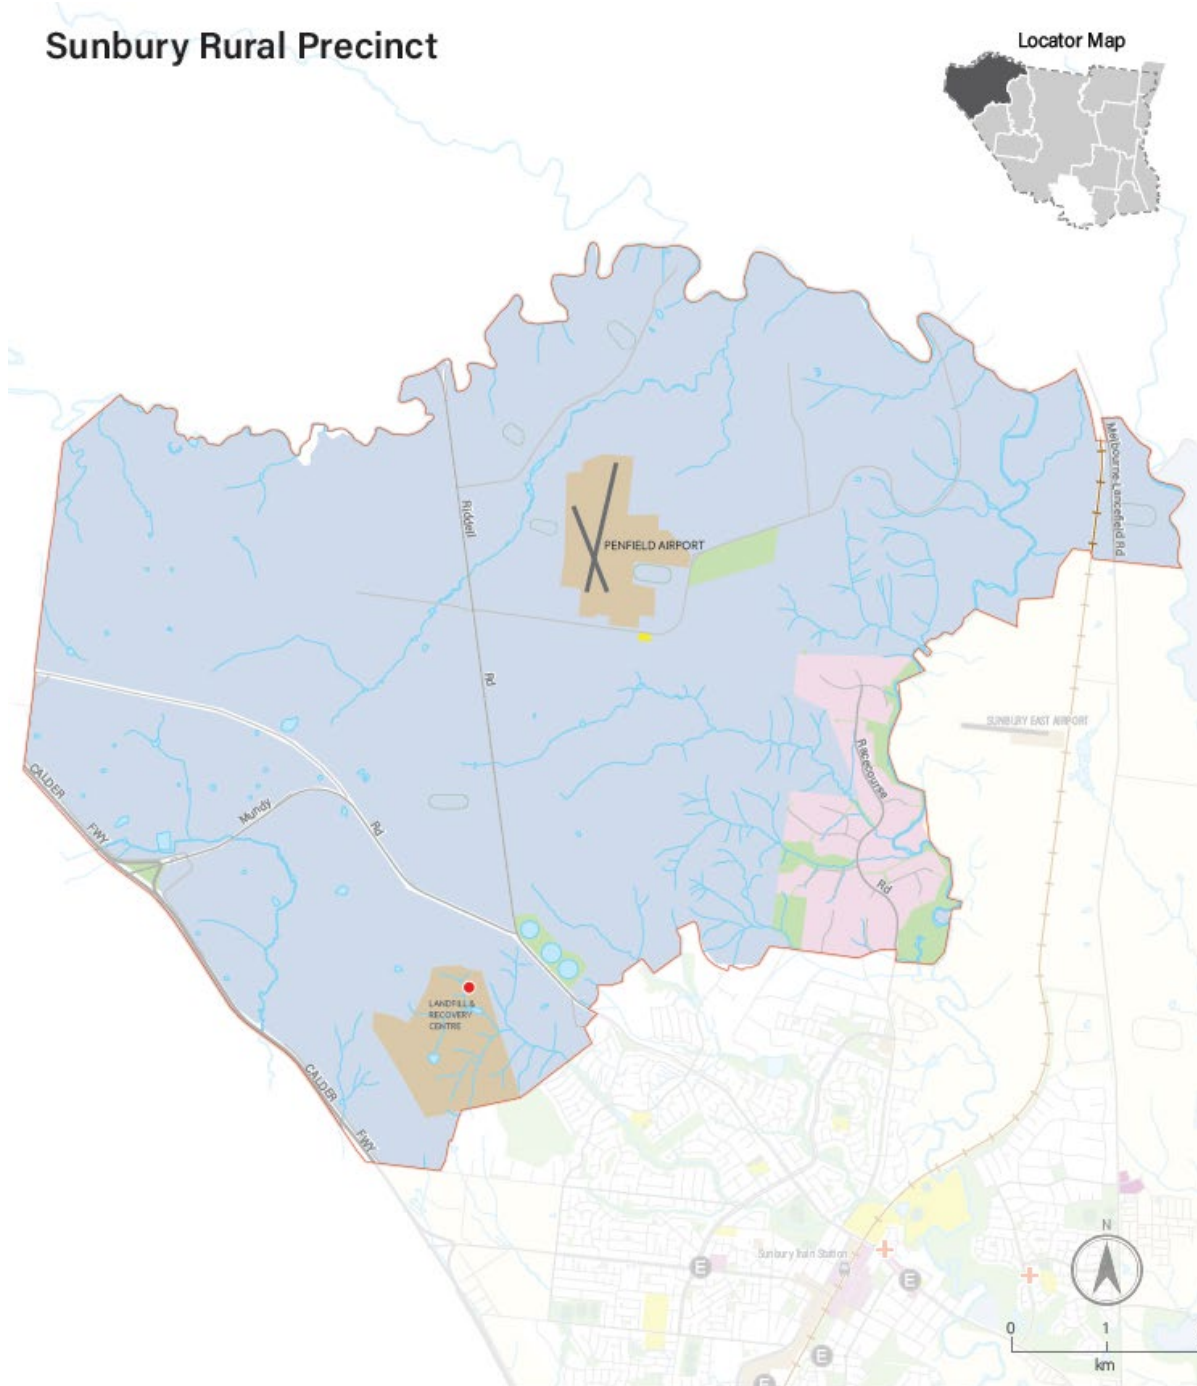 Sunbury Rural Precinct
Locator Map
Melbourne-Lancefield Rd
Riddell
PENFIELD AIRPORT
Rd
SUNBURY EAST AIRPORT
Racecourse
CALDER
FWY
Mundy
Rd
Rd
LANDFILL &
RECOVERY
CENTRE
CALDER
FWY
N
Sunbury Train Station
E
E
0 1
km
E
E